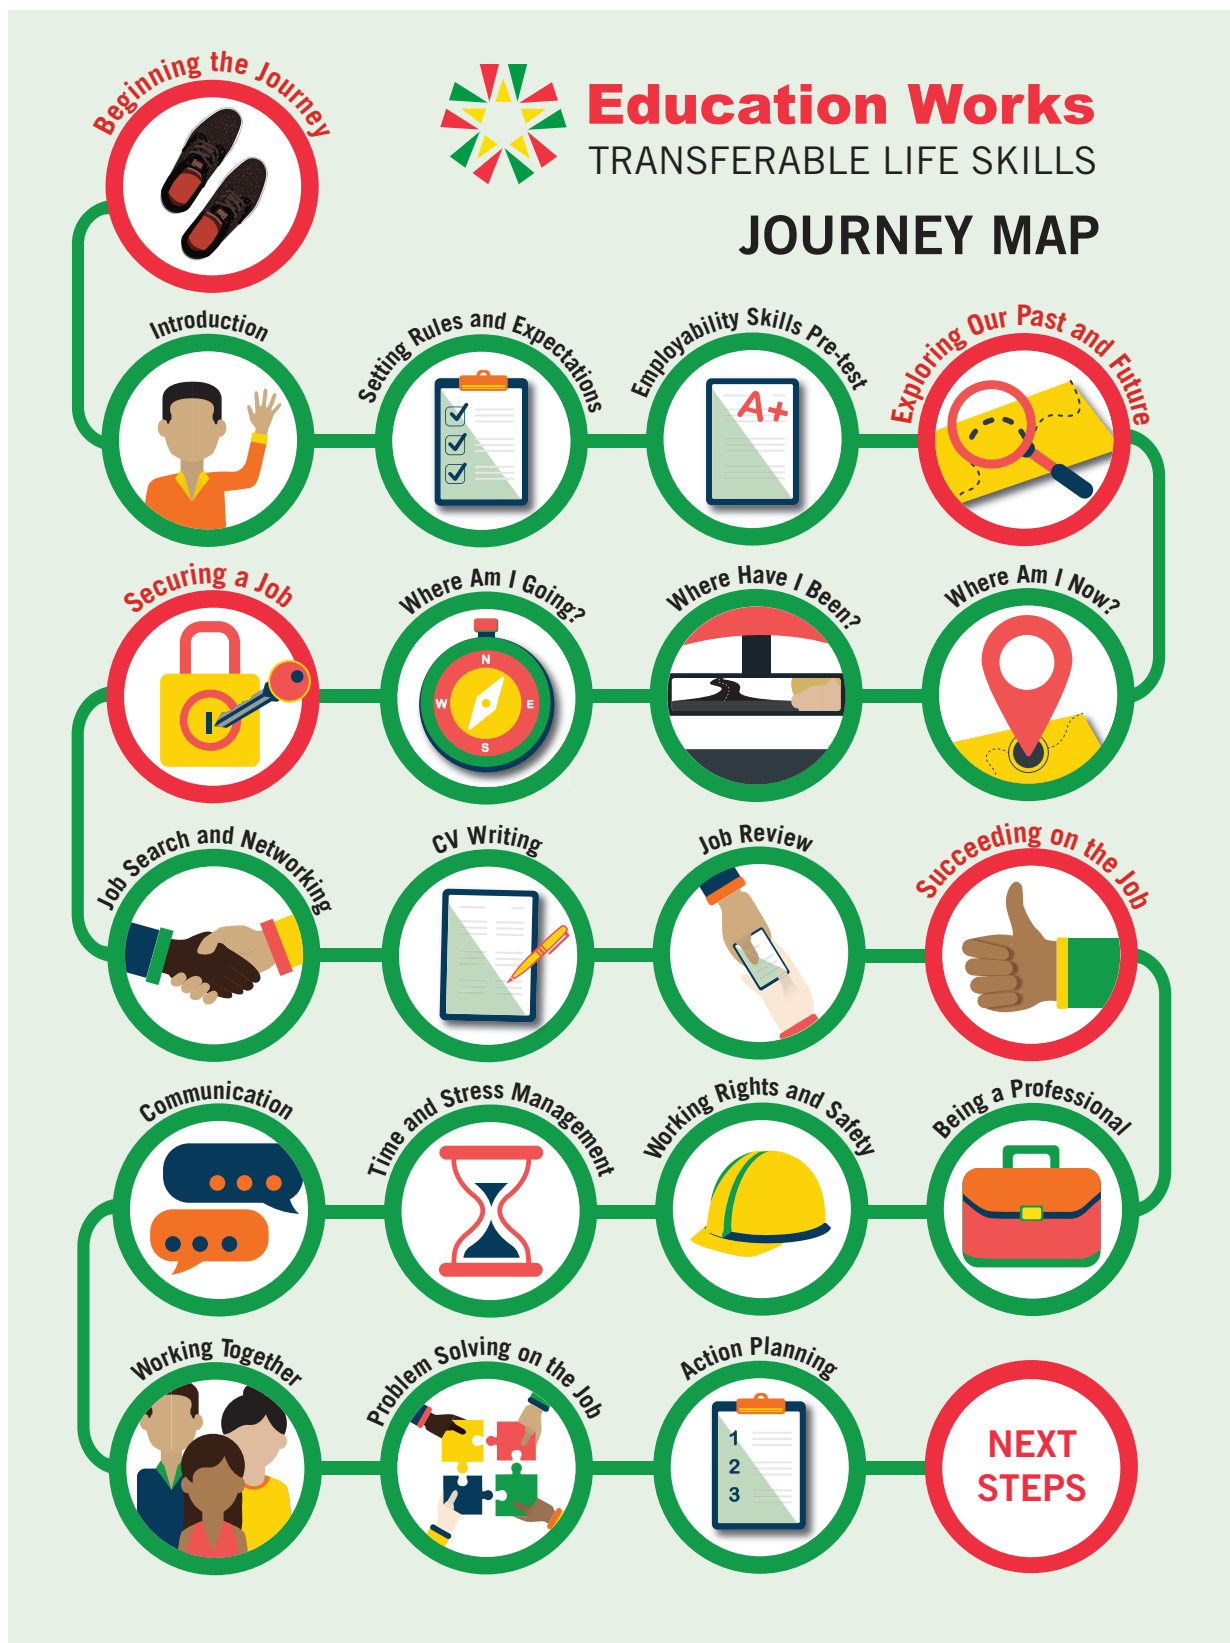 Beginning the Journey
Education Works
TRANSFERABLE LIFE SKILLS
JOURNEY MAP
Introduction
Setting Rules and Expectations
Employability Skills Pre-test
A+
Exploring Our Past and Future
Securing a Job
Where Am I Going?
N
W
E
S
Where Have I Been?
Where Am I Now?
Job Search and Networking
CV Writing
Job Review
Succeeding on the Job
Communication
Time and Stress Management
Working Rights and Safety
Being a Professional
Working Together
Problem Solving on the Job
Action Planning
1
2
3
NEXT
STEPS